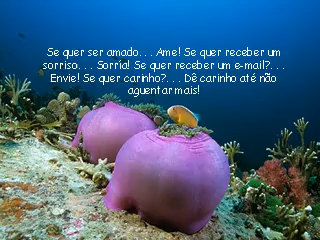 Se quer ser amado. . . Ame! Se quer receber um
sorriso. . . Sorría! Se quer receber um e-mail?. . .
Envie! Se quer carinho?. . . Dê carinho até não
aguentar mais!